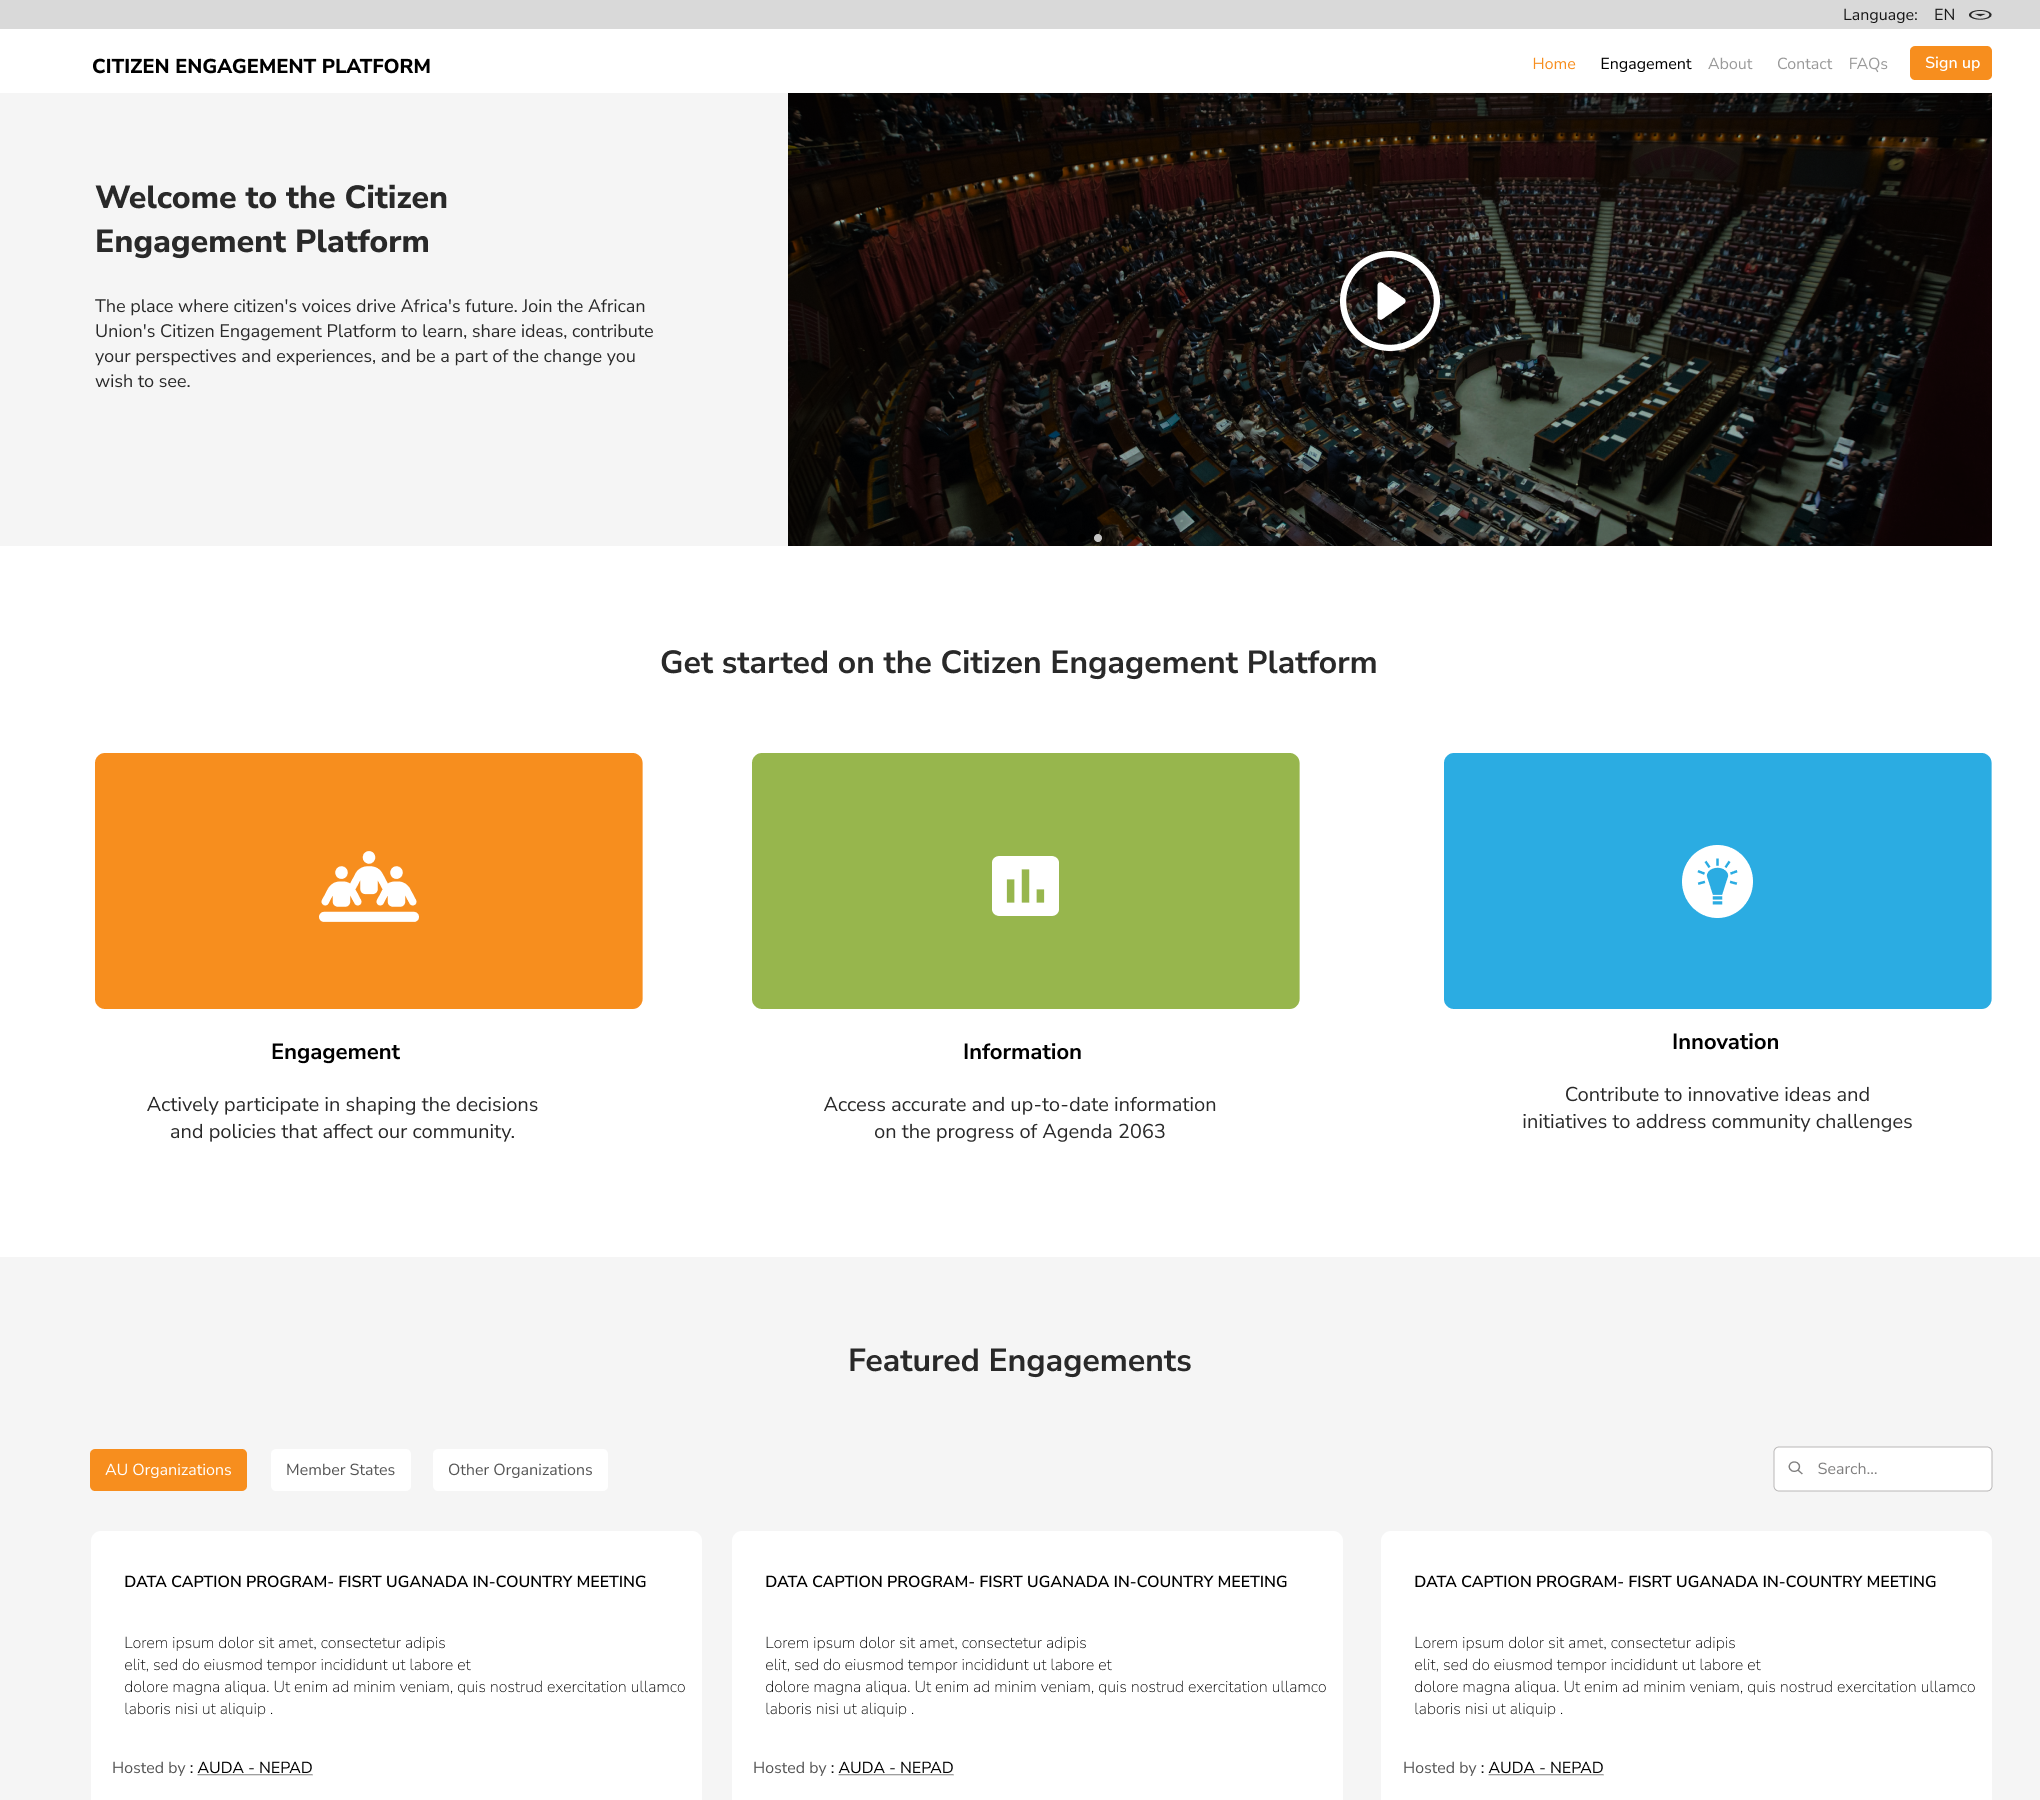 Language: EN
CITIZEN ENGAGEMENT PLATFORM
Home Engagement About Contact FAQs Sign up
Welcome to the Citizen
Engagement Platform
The place where citizen's voices drive Africa's future. Join the African
Union's Citizen Engagement Platform to learn, share ideas, contribute
your perspectives and experiences, and be a part of the change you
wish to see.
Get started on the Citizen Engagement Platform
Engagement
Actively participate in shaping the decisions
and policies that affect our community.
Information
Access accurate and up-to-date information
on the progress of Agenda 2063
Innovation
Contribute to innovative ideas and
initiatives to address community challenges
Featured Engagements
AU Organizations Member States Other Organizations Search...
DATA CAPTION PROGRAM- FISRT UGANADA IN-COUNTRY MEETING
Lorem ipsum dolor sit amet, consectetur adipis
elit, sed do eiusmod tempor incididunt ut labore et
dolore magna aliqua. Ut enim ad minim veniam, quis nostrud exercitation ullamco
laboris nisi ut aliquip .
Hosted by : AUDA - NEPAD
DATA CAPTION PROGRAM- FISRT UGANADA IN-COUNTRY MEETING
Lorem ipsum dolor sit amet, consectetur adipis
elit, sed do eiusmod tempor incididunt ut labore et
dolore magna aliqua. Ut enim ad minim veniam, quis nostrud exercitation ullamco
laboris nisi ut aliquip .
Hosted by : AUDA - NEPAD
DATA CAPTION PROGRAM- FISRT UGANADA IN-COUNTRY MEETING
Lorem ipsum dolor sit amet, consectetur adipis
elit, sed do eiusmod tempor incididunt ut labore et
dolore magna aliqua. Ut enim ad minim veniam, quis nostrud exercitation ullamco
laboris nisi ut aliquip .
Hosted by : AUDA - NEPAD